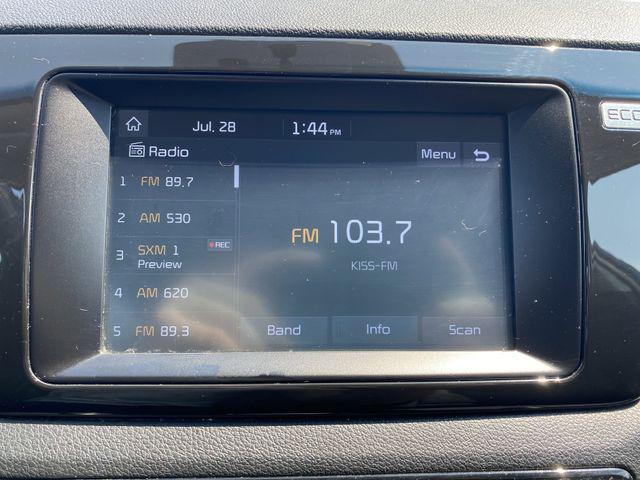 Jul. 28 1:44 PM
Radio Menu
1 FM 89.7
2 AM 530
3 SXM 1 REC
Preview
4 AM 620
5 FM 89.3
FM 103.7
KISS-FM
Band Info Scan
ECO